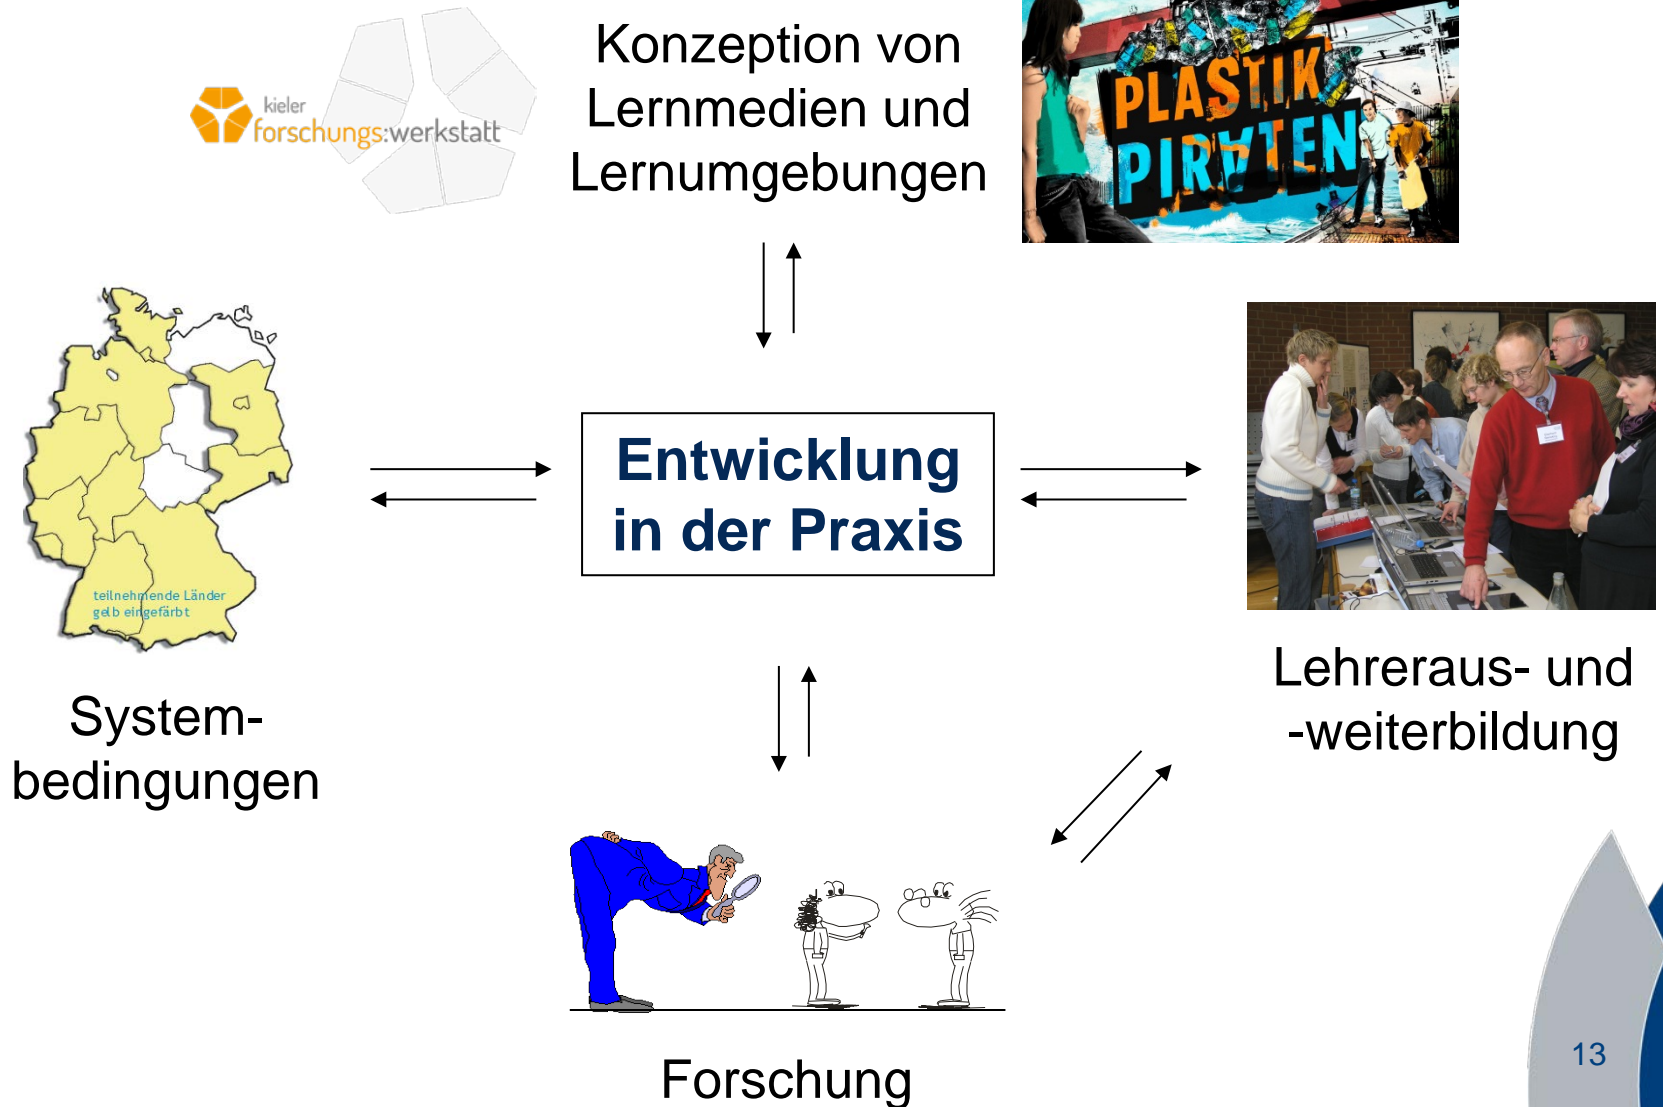 kieler
forschungs:werkstatt
Konzeption von
Lernmedien und
Lernumgebungen
PLASTIK
PIRATEN
teilnehmende Länder
gelb eingefärbt
System-
bedingungen
Entwicklung
in der Praxis
Lehreraus- und
-weiterbildung
Forschung
13